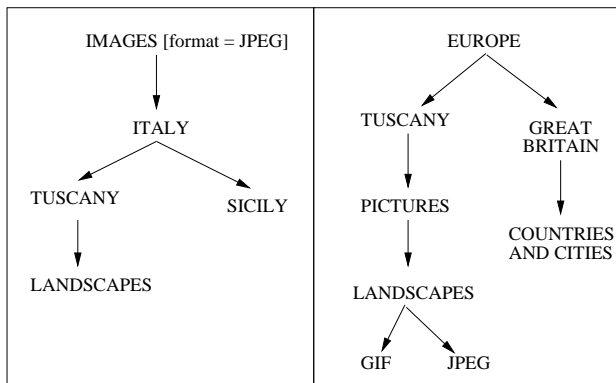 IMAGES [format = JPEG]
ITALY
TUSCANY
SICILY
LANDSCAPES
EUROPE
TUSCANY
GREAT
BRITAIN
PICTURES
COUNTRIES
AND CITIES
LANDSCAPES
GIF
JPEG